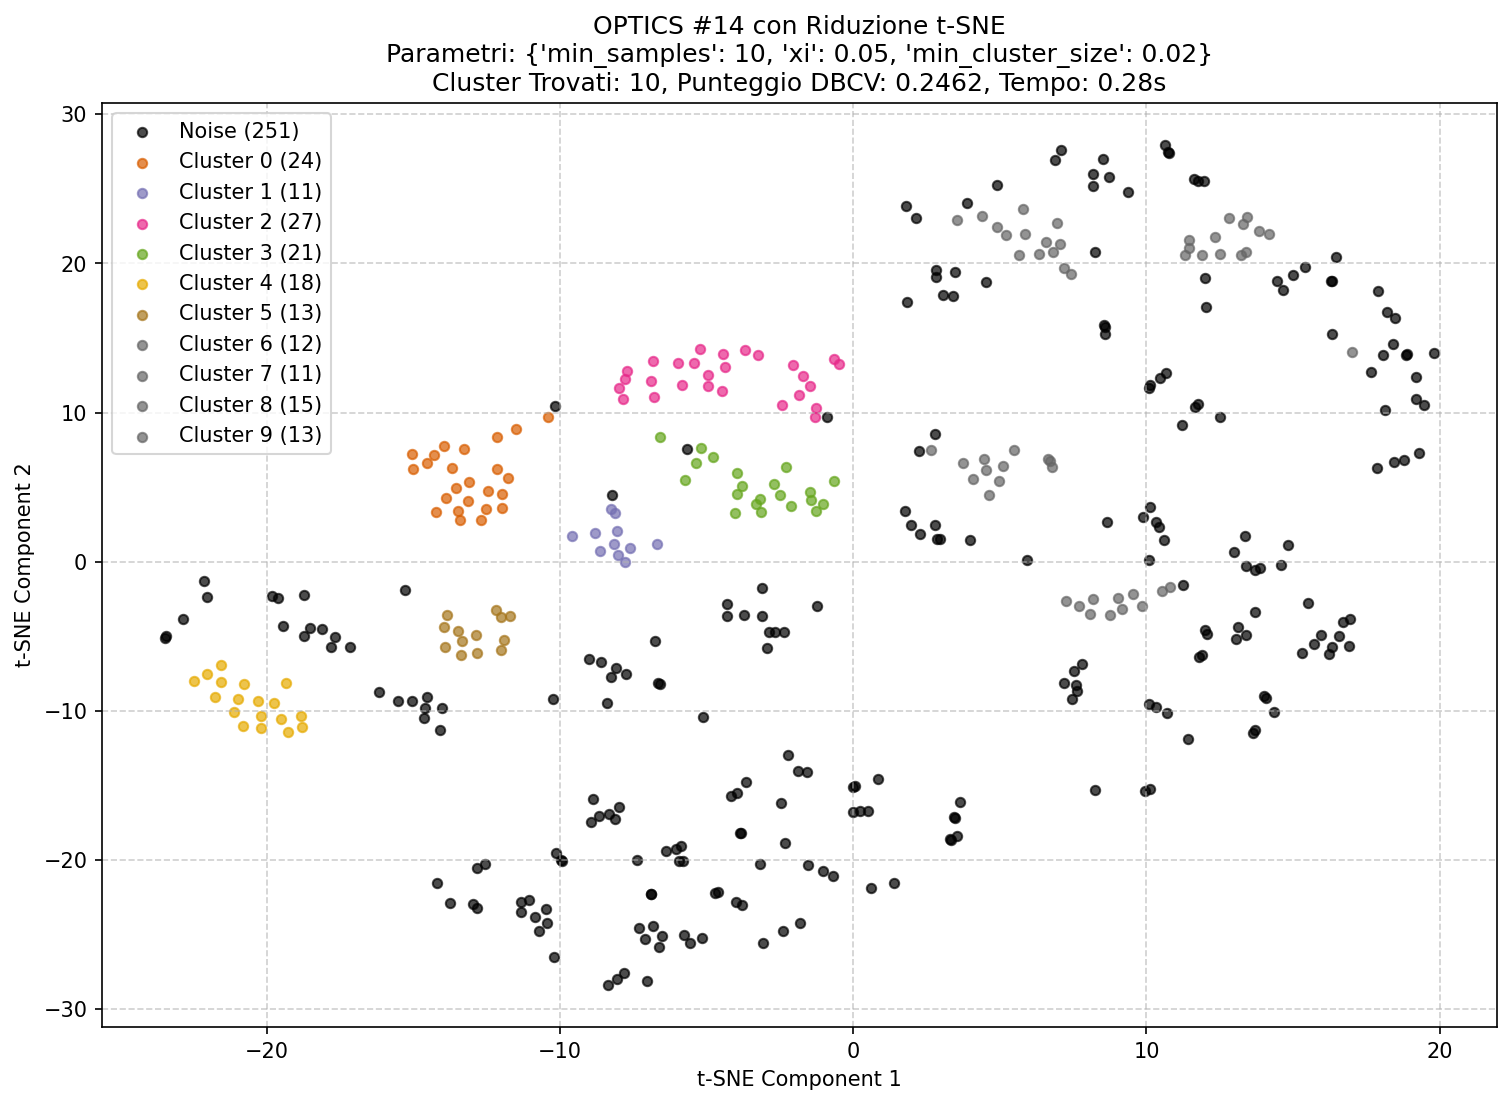 OPTICS #14 con Riduzione t-SNE
Parametri: {'min_samples': 10, 'xi': 0.05, 'min_cluster_size': 0.02}
Cluster Trovati: 10, Punteggio DBCV: 0.2462, Tempo: 0.28s
Noise (251)
Cluster 0 (24)
Cluster 1 (11)
Cluster 2 (27)
Cluster 3 (21)
Cluster 4 (18)
Cluster 5 (13)
Cluster 6 (12)
Cluster 7 (11)
Cluster 8 (15)
Cluster 9 (13)
t-SNE Component 2
30
20
10
0
−10
−20
−30
−20
−10
0
10
20
t-SNE Component 1